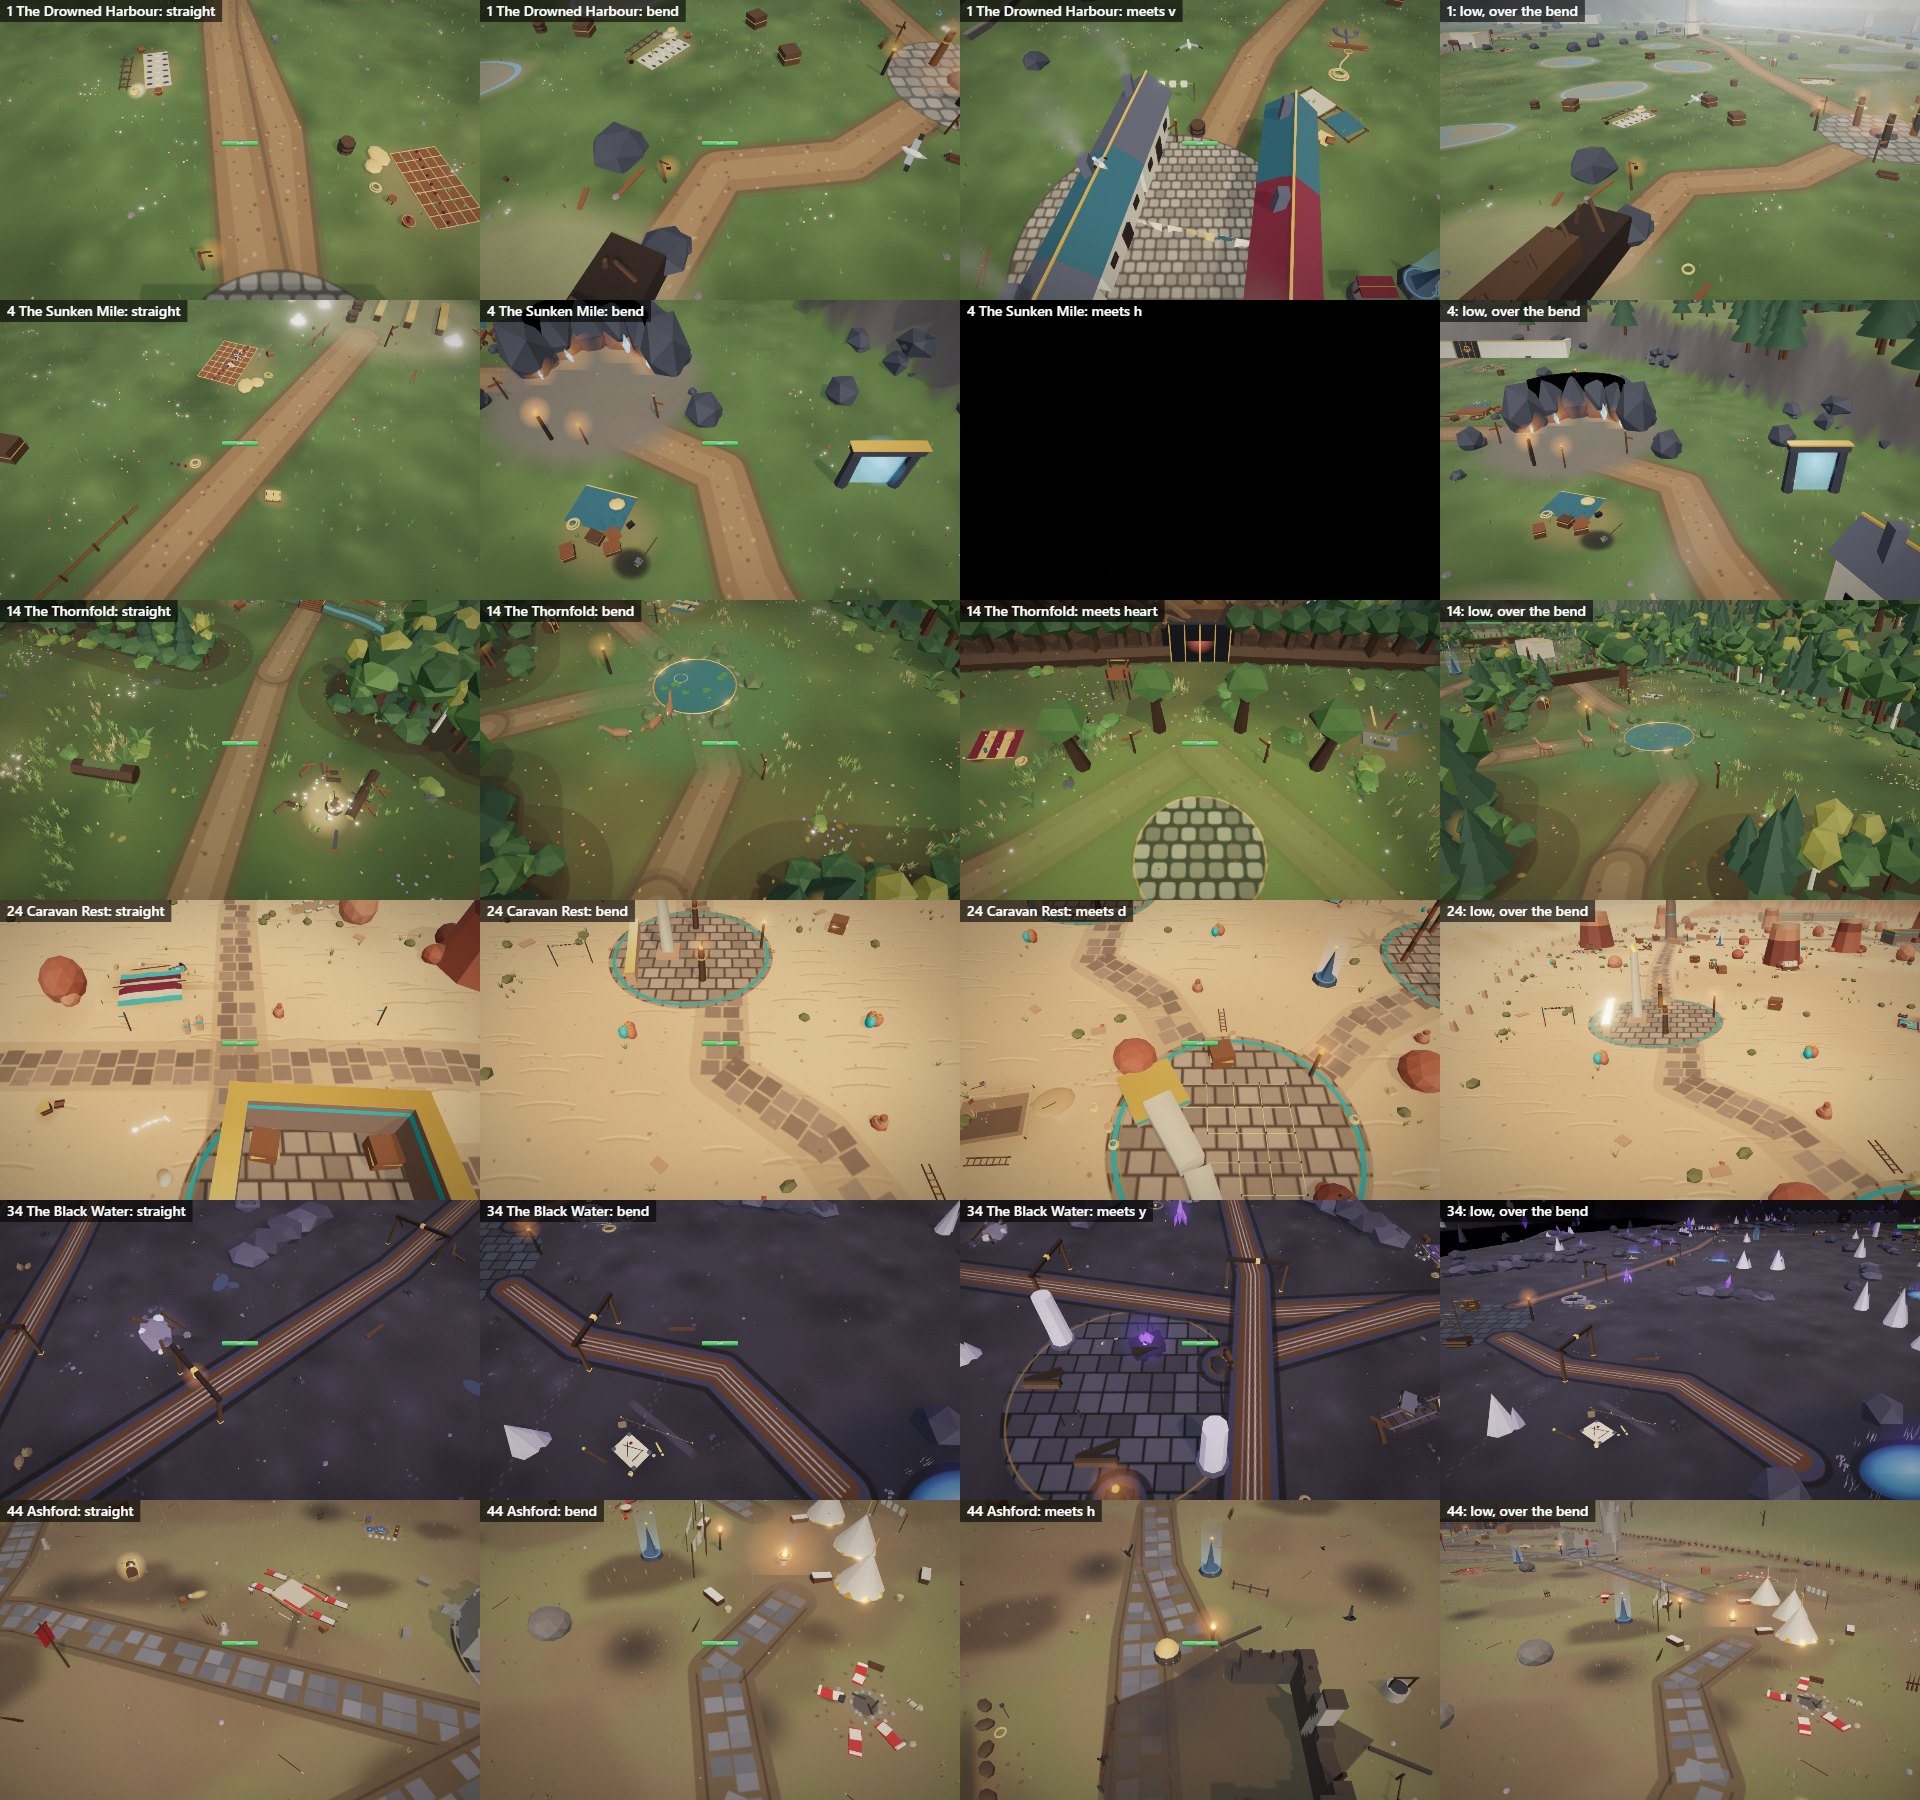 1 The Drowned Harbour: straight
1 The Drowned Harbour: bend
1 The Drowned Harbour: meets v
1: low, over the bend
4 The Sunken Mile: straight
4 The Sunken Mile: bend
4 The Sunken Mile: meets h
4: low, over the bend
14 The Thornfold: straight
14 The Thornfold: bend
14 The Thornfold: meets heart
14: low, over the bend
24 Caravan Rest: straight
24 Caravan Rest: bend
24 Caravan Rest: meets d
24: low, over the bend
34 The Black Water: straight
34 The Black Water: bend
34 The Black Water: meets y
34: low, over the bend
44 Ashford: straight
44 Ashford: bend
44 Ashford: meets h
44: low, over the bend